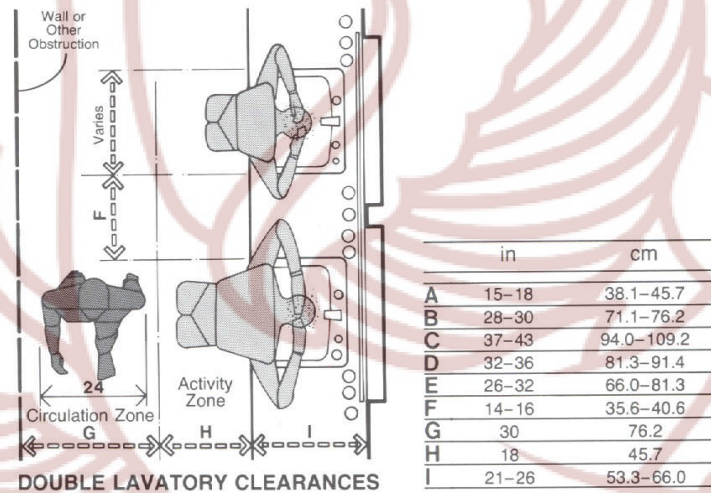 Wall or
Other
Obstruction
Varies
F
24
Circulation Zone
Activity
Zone
G
H
I
DOUBLE LAVATORY CLEARANCES
in cm
A 15–18 38.1–45.7
B 28–30 71.1–76.2
C 37–43 94.0–109.2
D 32–36 81.3–91.4
E 26–32 66.0–81.3
F 14–16 35.6–40.6
G 30 76.2
H 18 45.7
I 21–26 53.3–66.0